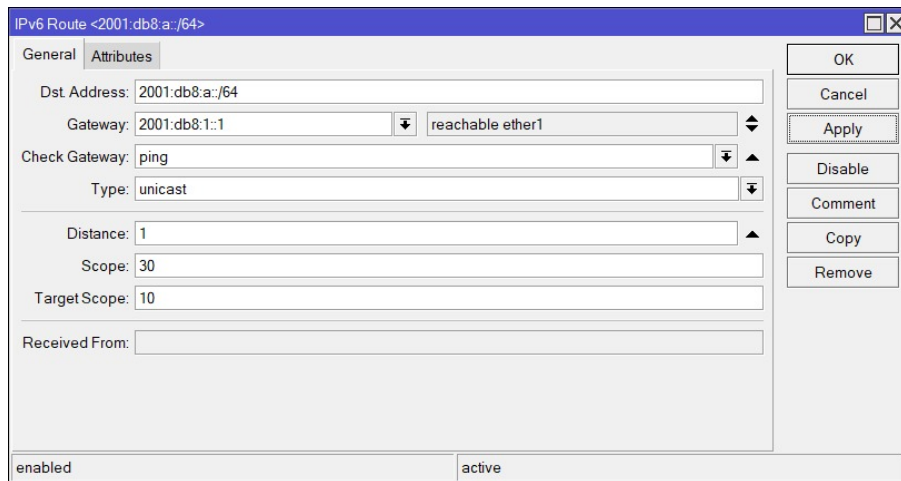 IPv6 Route <2001:db8:a::/64>
General Attributes
Dst. Address: 2001:db8:a::/64
Gateway: 2001:db8:1::1 reachable ether1
Check Gateway: ping
Type: unicast
Distance: 1
Scope: 30
Target Scope: 10
Received From:
OK
Cancel
Apply
Disable
Comment
Copy
Remove
enabled active